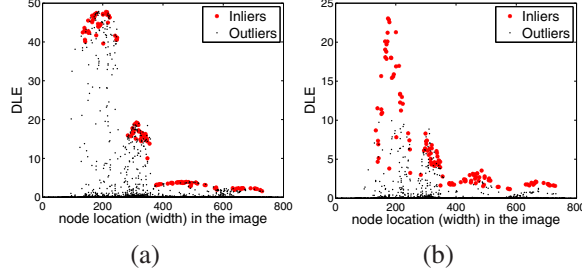 50
40
30
20
10
0
DLE
Inliers
Outliers
0 200 400 600 800
node location (width) in the image
(a)
25
20
15
10
5
0
DLE
Inliers
Outliers
0 200 400 600 800
node location (width) in the image
(b)